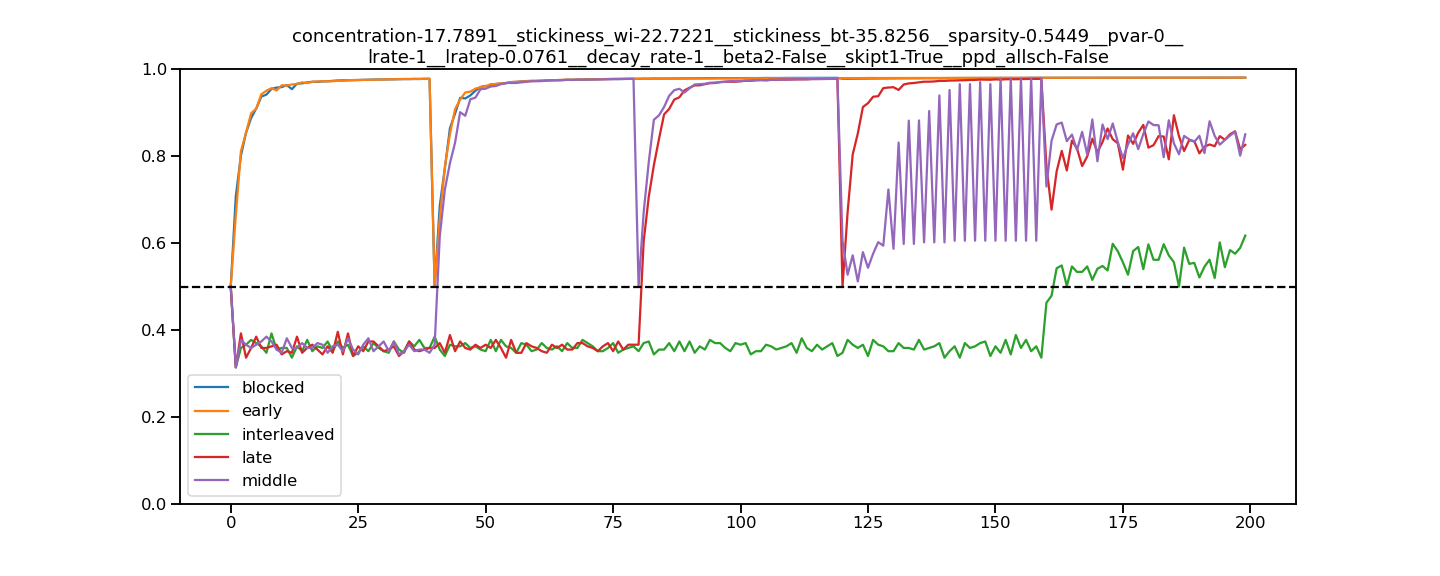 concentration-17.7891__stickiness_wi-22.7221__stickiness_bt-35.8256__sparsity-0.5449__pvar-0__
lrate-1__lratep-0.0761__decay_rate-1__beta2-False__skipt1-True__ppd_allsch-False
1.0
0.8
0.6
0.4
0.2
0.0
blocked
early
interleaved
late
middle
0 25 50 75 100 125 150 175 200